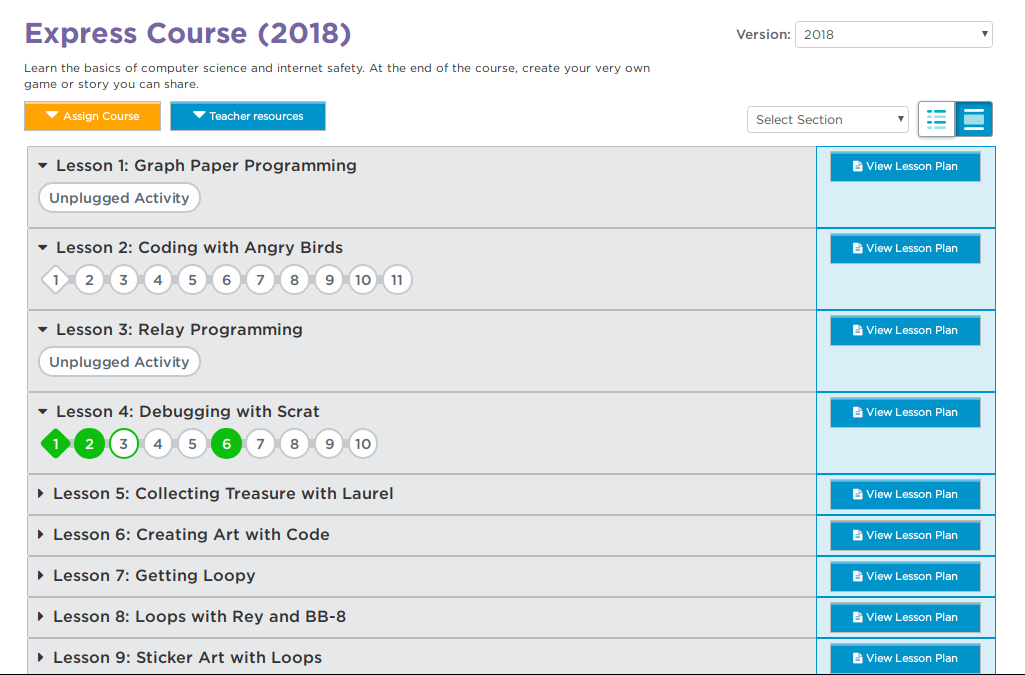 Express Course (2018)
Version: 2018
Learn the basics of computer science and internet safety. At the end of the course, create your very own
game or story you can share.
Assign Course Teacher resources
Select Section
Lesson 1: Graph Paper Programming
View Lesson Plan
Unplugged Activity
Lesson 2: Coding with Angry Birds
View Lesson Plan
1 2 3 4 5 6 7 8 9 10 11
Lesson 3: Relay Programming
View Lesson Plan
Unplugged Activity
Lesson 4: Debugging with Scrat
View Lesson Plan
1 2 3 4 5 6 7 8 9 10
Lesson 5: Collecting Treasure with Laurel
View Lesson Plan
Lesson 6: Creating Art with Code
View Lesson Plan
Lesson 7: Getting Loopy
View Lesson Plan
Lesson 8: Loops with Rey and BB-8
View Lesson Plan
Lesson 9: Sticker Art with Loops
View Lesson Plan